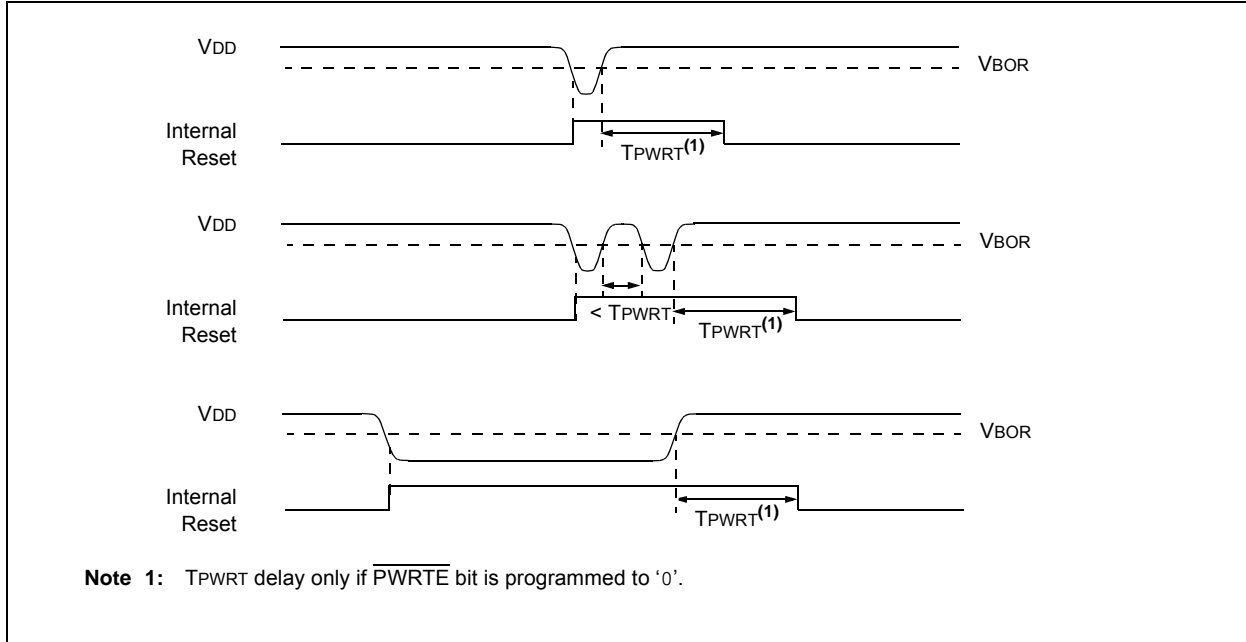 VDD
VBOR
Internal
Reset
TPWRT(1)
VDD
VBOR
Internal
Reset
< TPWRT
TPWRT(1)
VDD
VBOR
Internal
Reset
TPWRT(1)
Note 1: TPWRT delay only if PWRTE bit is programmed to ‘0’.